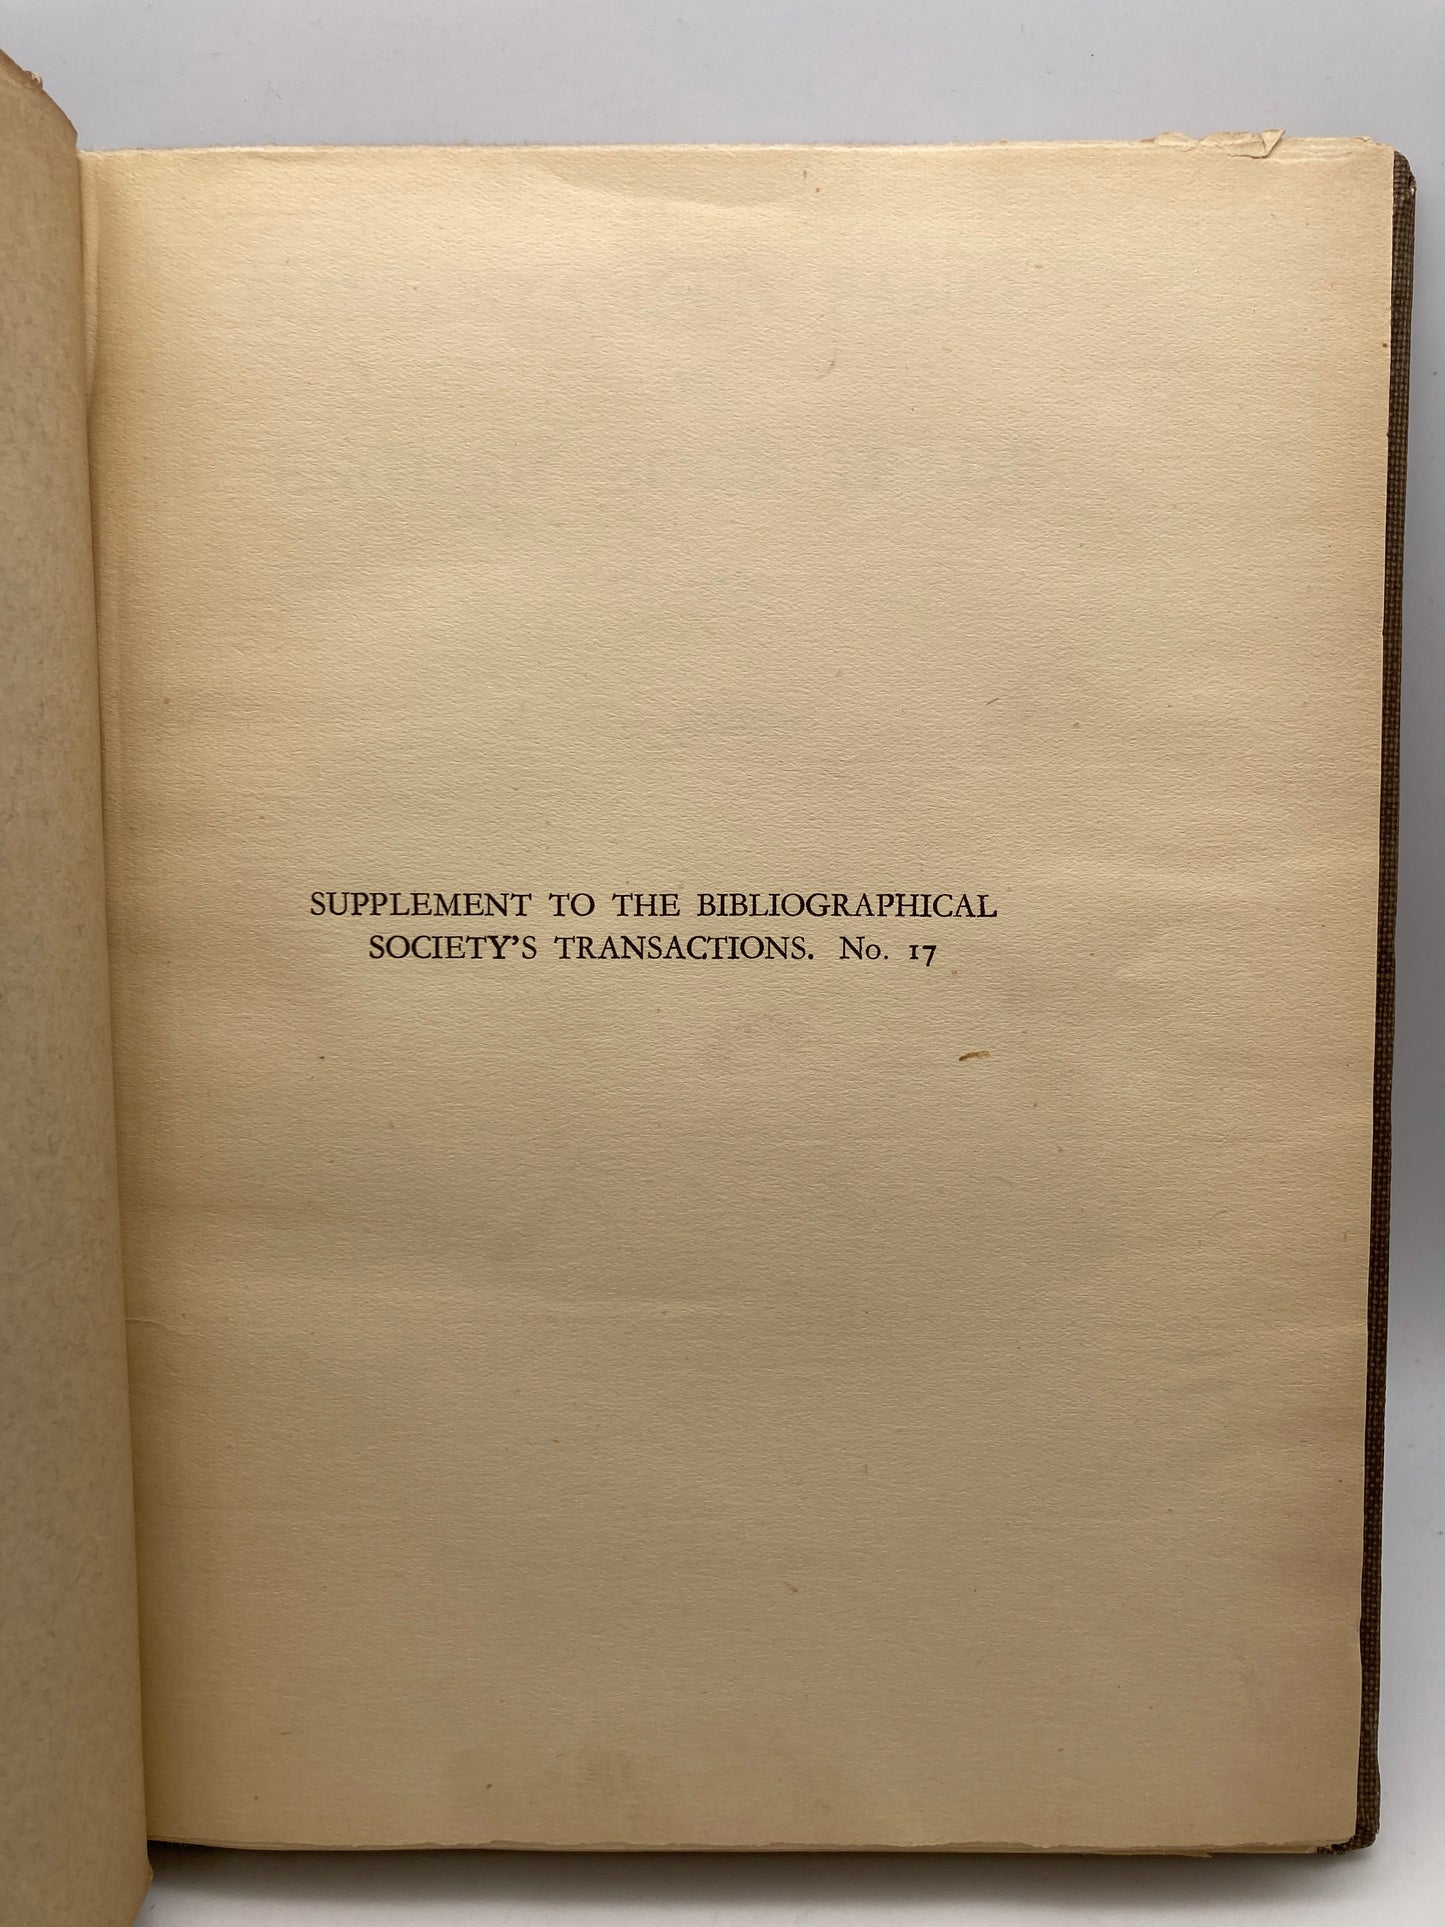 SUPPLEMENT TO THE BIBLIOGRAPHICAL
SOCIETY'S TRANSACTIONS. No. 17